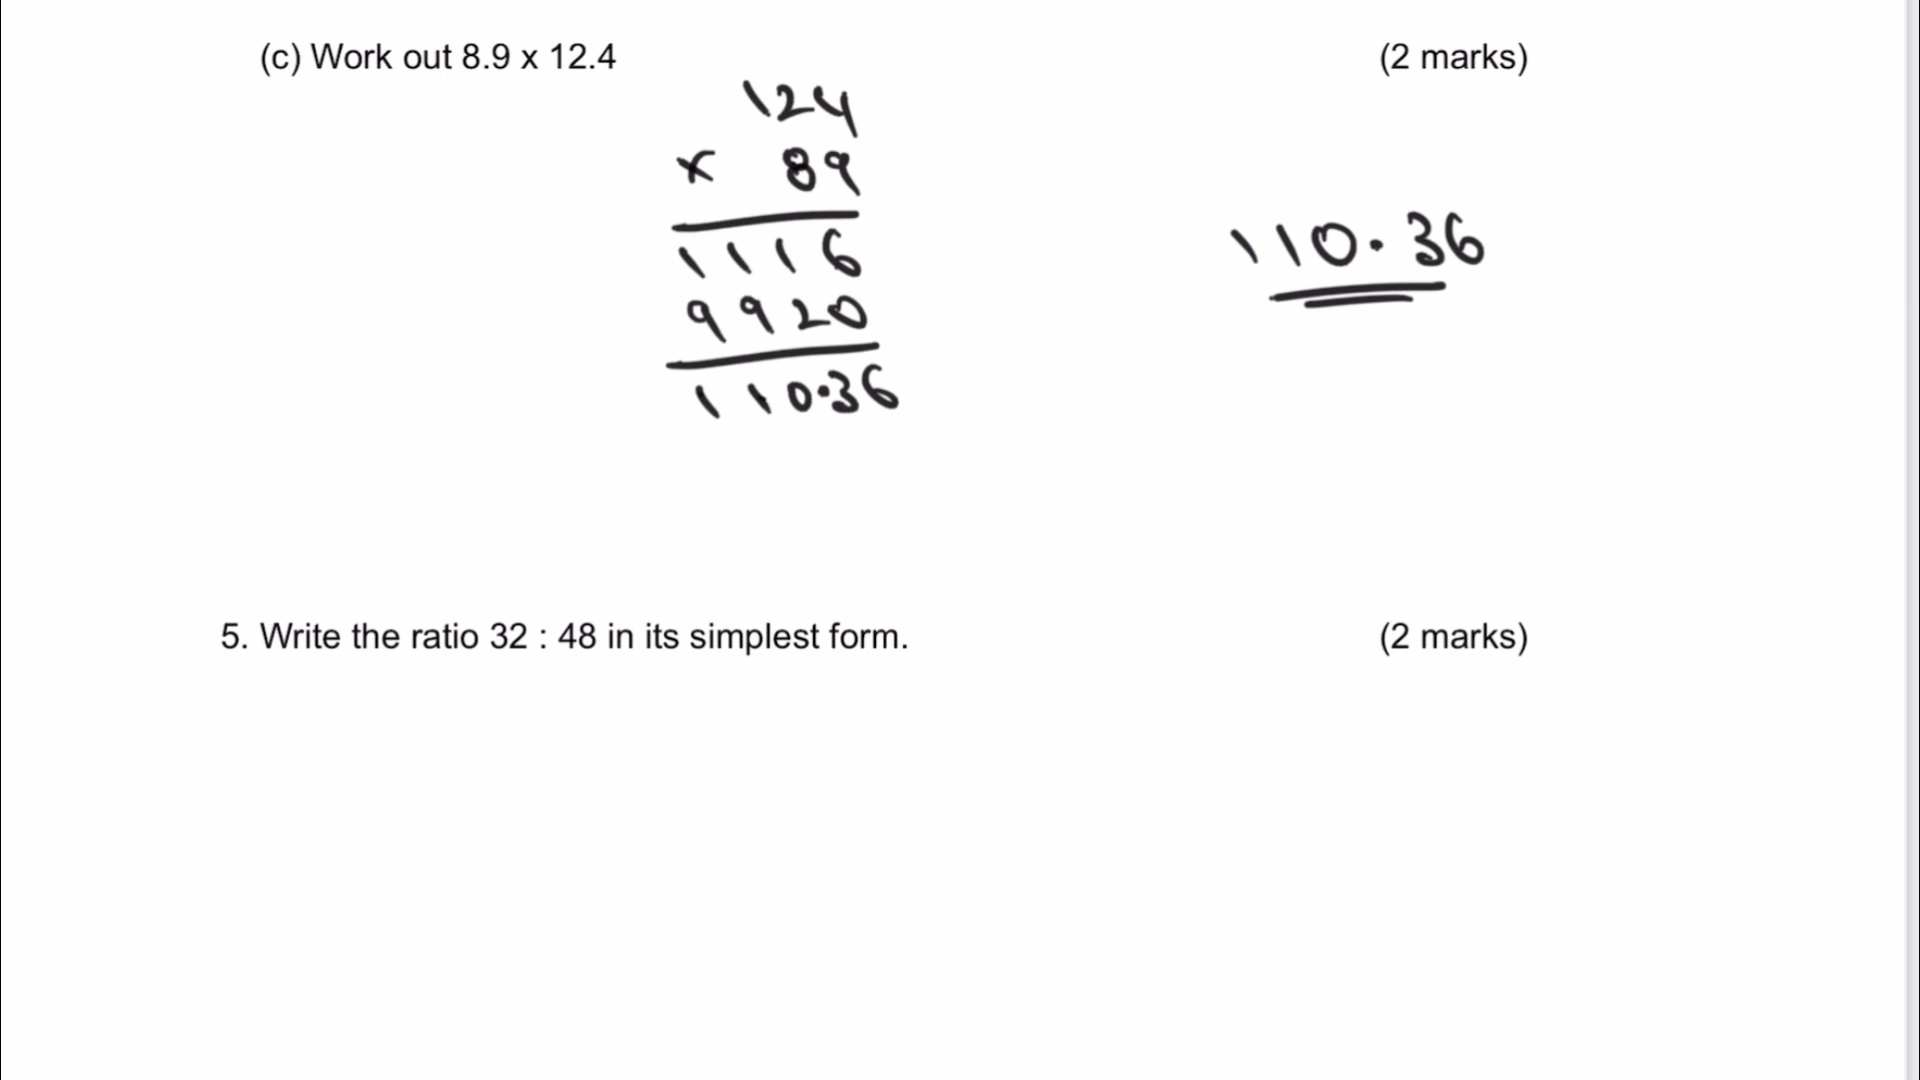 (c) Work out 8.9 x 12.4 (2 marks)
124
x 89
1116
9920
110.36
110.36
5. Write the ratio 32 : 48 in its simplest form. (2 marks)